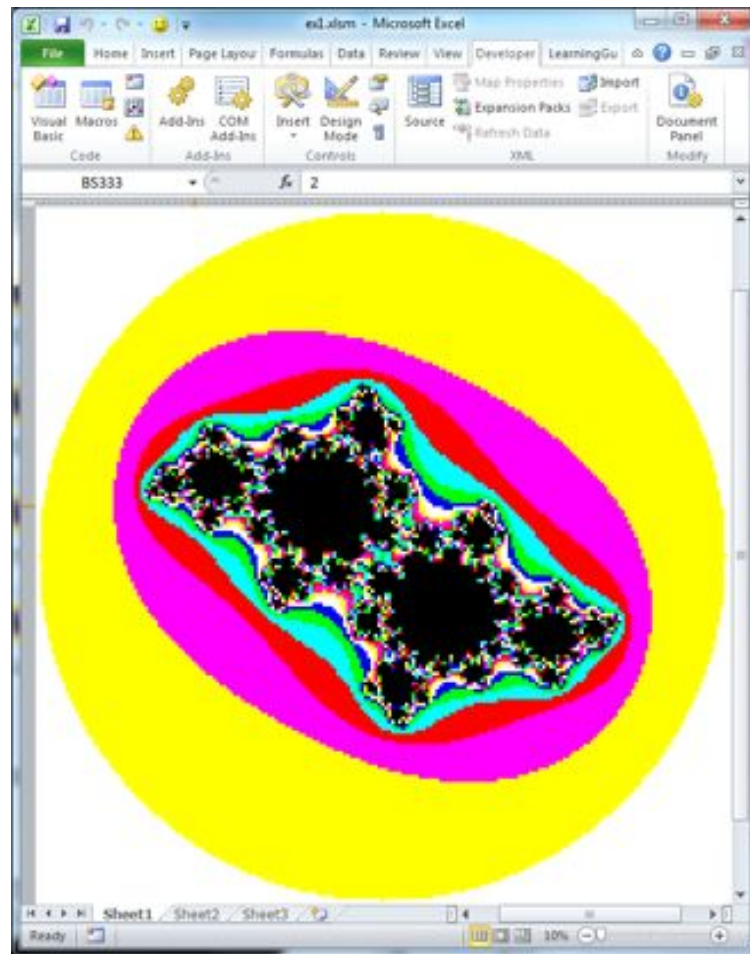 ex1.xlsm - Microsoft Excel
File Home Insert Page Layour Formulas Data Review View Developer LearningGu
Visual Basic Macros Add-Ins COM Add-Ins Insert Design Mode Source Map Properties Import
Expansion Packs Export
Refresh Data
Document Panel
Code Add-Ins Controls XML Modify
BS333 fx 2
Sheet1 Sheet2 Sheet3
Ready 10%